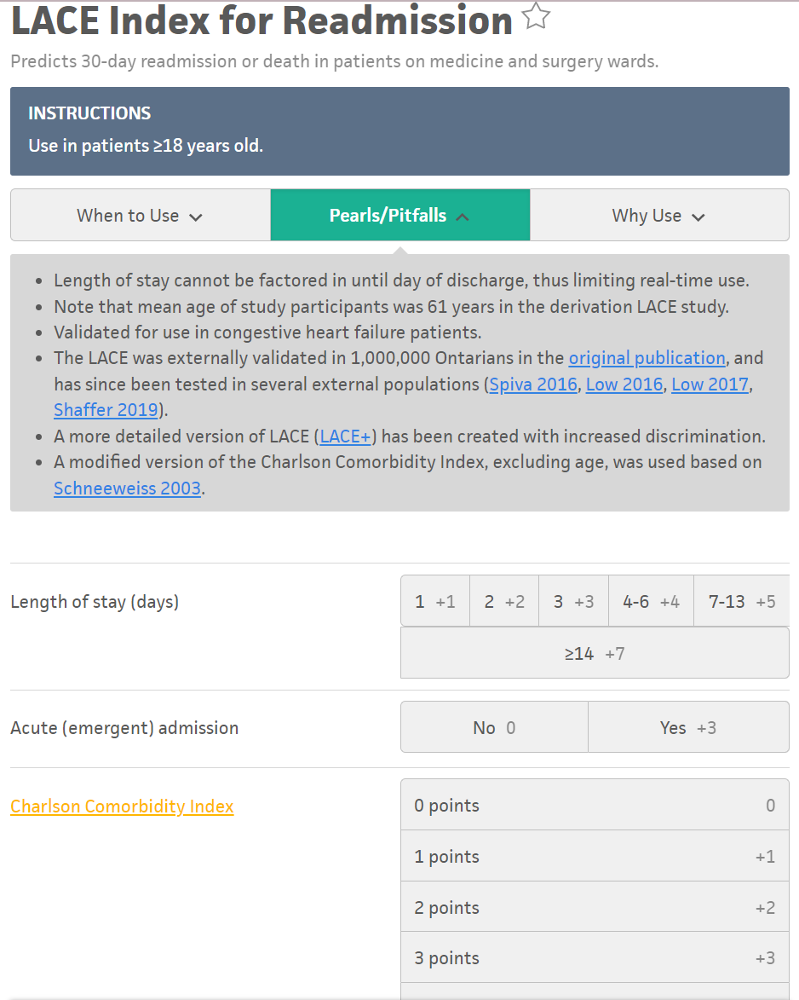 LACE Index for Readmission
Predicts 30-day readmission or death in patients on medicine and surgery wards.
INSTRUCTIONS
Use in patients ≥18 years old.
When to Use
Pearls/Pitfalls
Why Use
• Length of stay cannot be factored in until day of discharge, thus limiting real-time use.
• Note that mean age of study participants was 61 years in the derivation LACE study.
• Validated for use in congestive heart failure patients.
• The LACE was externally validated in 1,000,000 Ontarians in the original publication, and
has since been tested in several external populations (Spiva 2016, Low 2016, Low 2017,
Shaffer 2019).
• A more detailed version of LACE (LACE+) has been created with increased discrimination.
• A modified version of the Charlson Comorbidity Index, excluding age, was used based on
Schneeweiss 2003.
Length of stay (days)
1 +1
2 +2
3 +3
4-6 +4
7-13 +5
≥14 +7
Acute (emergent) admission
No 0
Yes +3
Charlson Comorbidity Index
0 points 0
1 points +1
2 points +2
3 points +3